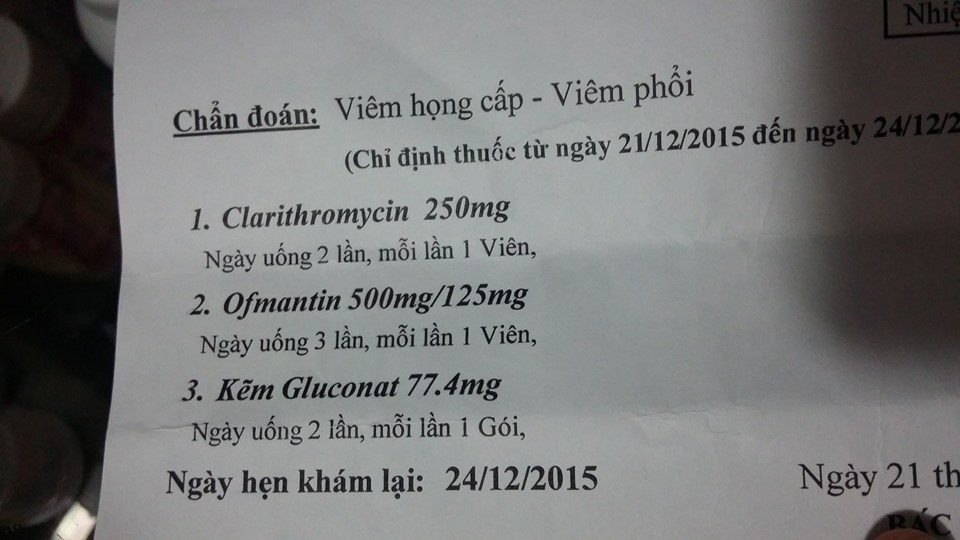 Chẩn đoán: Viêm họng cấp - Viêm phổi
(Chỉ định thuốc từ ngày 21/12/2015 đến ngày 24/12/2
1. Clarithromycin 250mg
Ngày uống 2 lần, mỗi lần 1 Viên,
2. Ofmantin 500mg/125mg
Ngày uống 3 lần, mỗi lần 1 Viên,
3. Kẽm Gluconat 77.4mg
Ngày uống 2 lần, mỗi lần 1 Gói,
Ngày hẹn khám lại: 24/12/2015
Ngày 21 th
BÁC